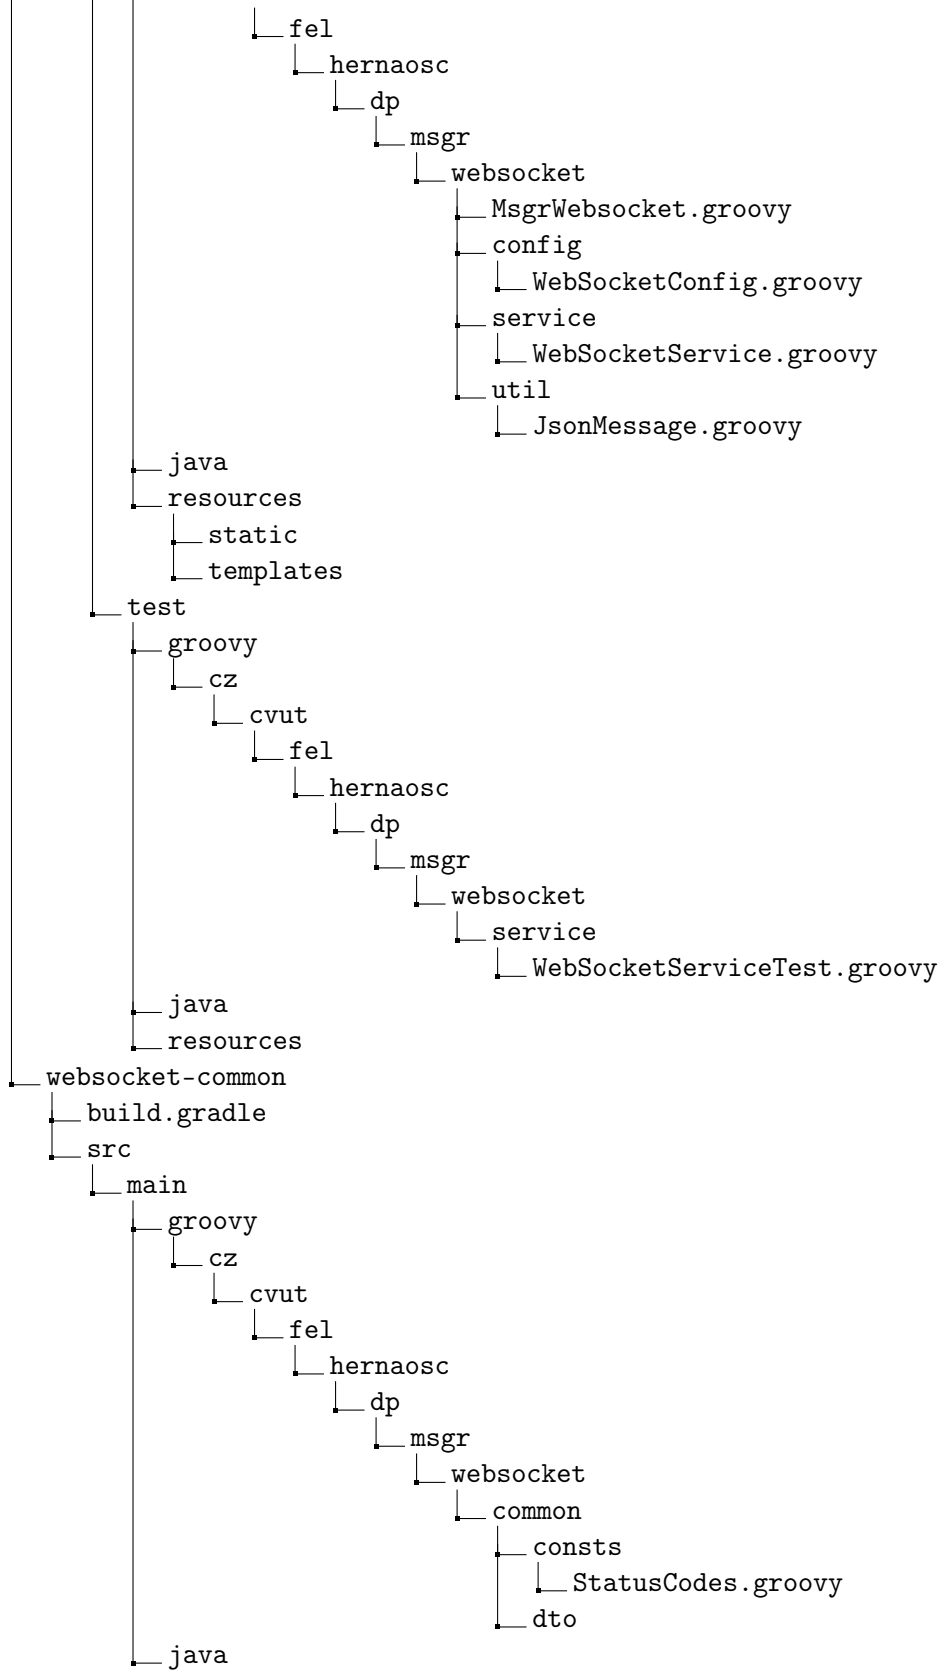 fel
hernaosc
dp
msgr
websocket
MsgrWebsocket.groovy
config
WebSocketConfig.groovy
service
WebSocketService.groovy
util
JsonMessage.groovy
java
resources
static
templates
test
groovy
cz
cvut
fel
hernaosc
dp
msgr
websocket
service
WebSocketServiceTest.groovy
java
resources
websocket-common
build.gradle
src
main
groovy
cz
cvut
fel
hernaosc
dp
msgr
websocket
common
consts
StatusCodes.groovy
dto
java